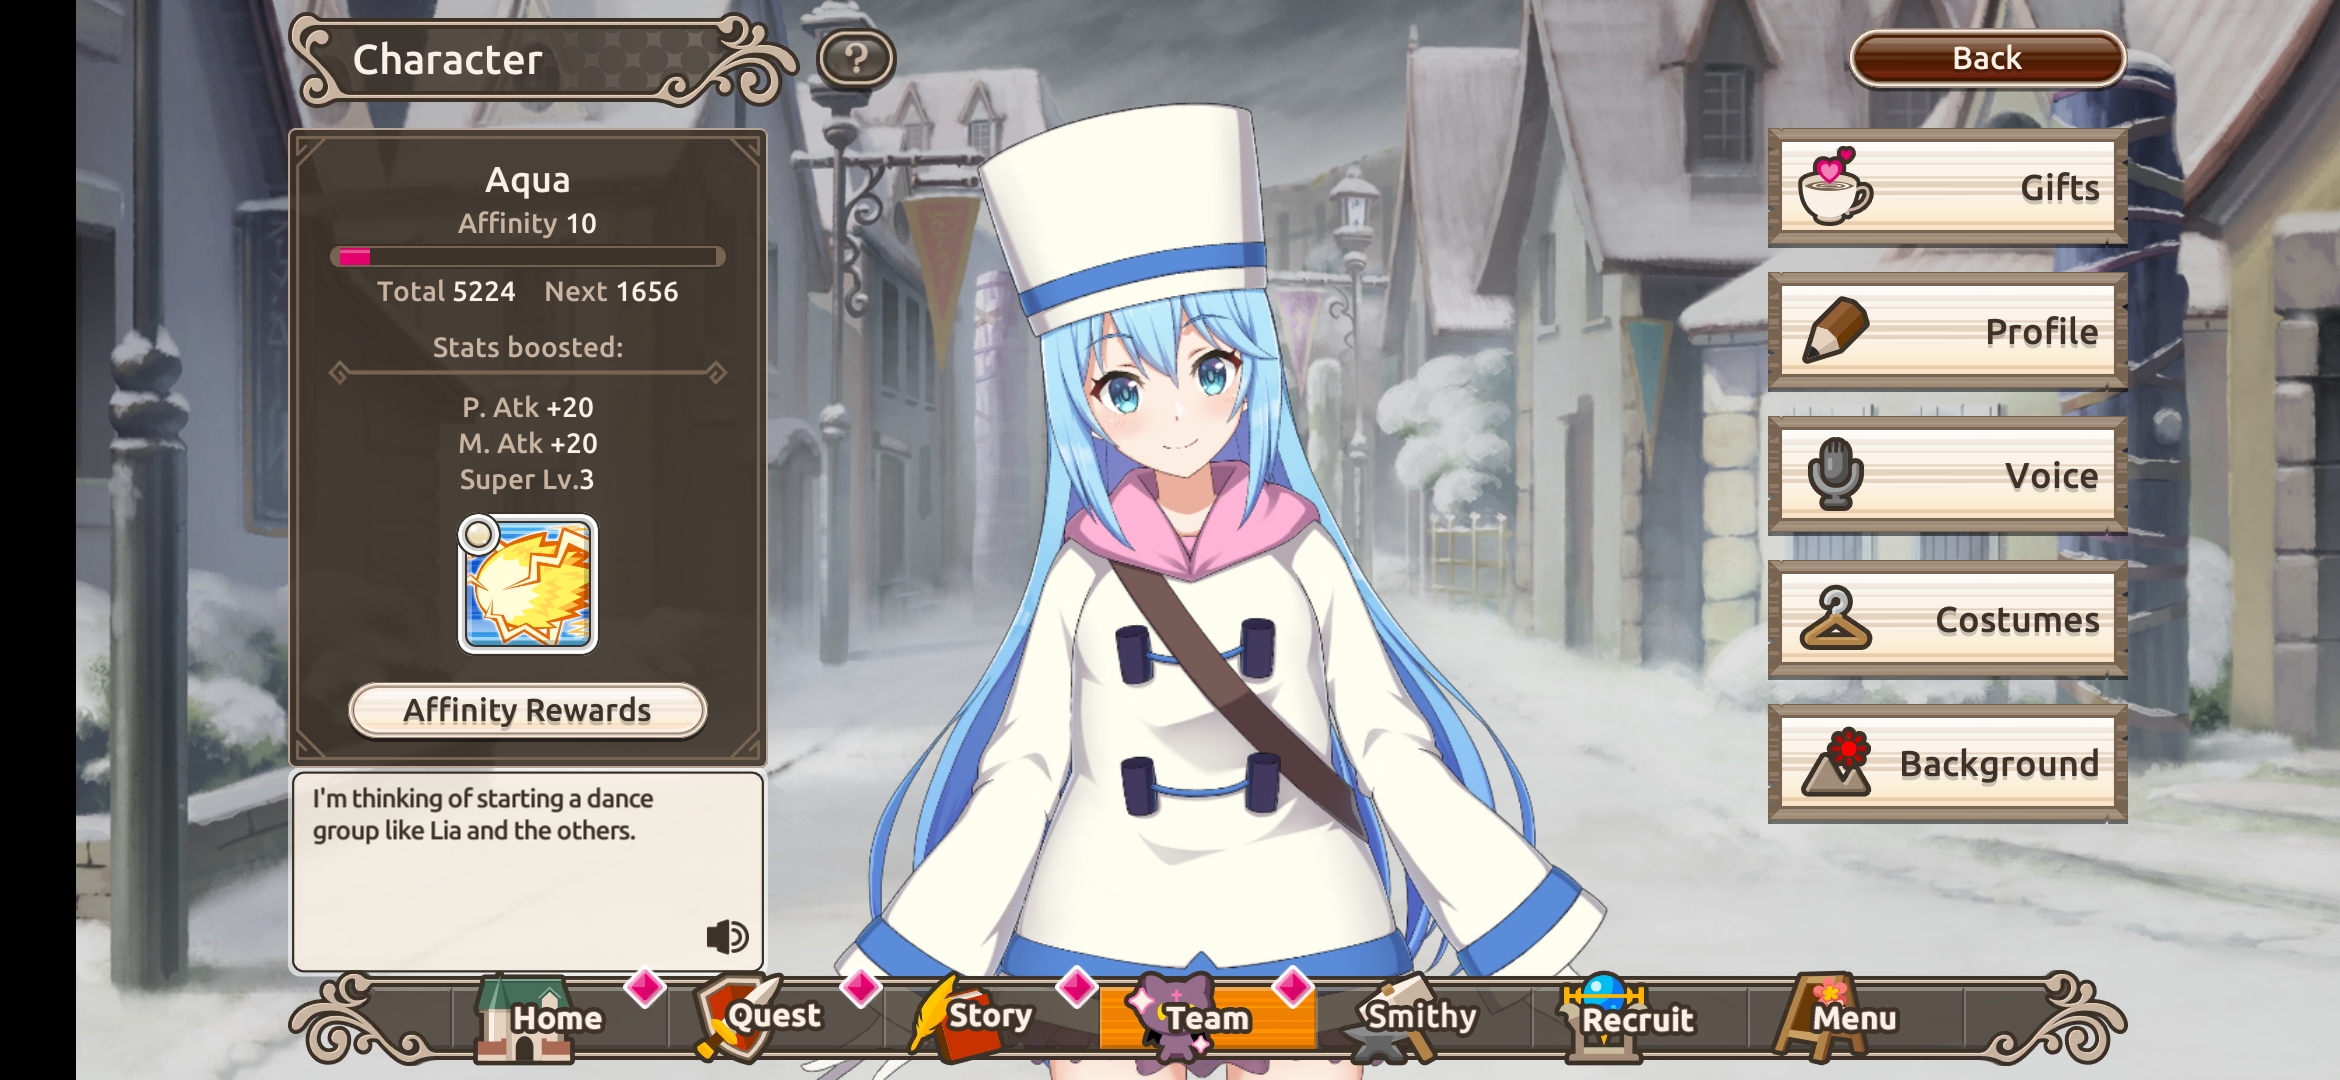 Character
?
Back
Aqua
Affinity 10
Total 5224 Next 1656
Stats boosted:
P. Atk +20
M. Atk +20
Super Lv.3
Affinity Rewards
I'm thinking of starting a dance
group like Lia and the others.
Gifts
Profile
Voice
Costumes
Background
Home
Quest
Story
Team
Smithy
Recruit
Menu